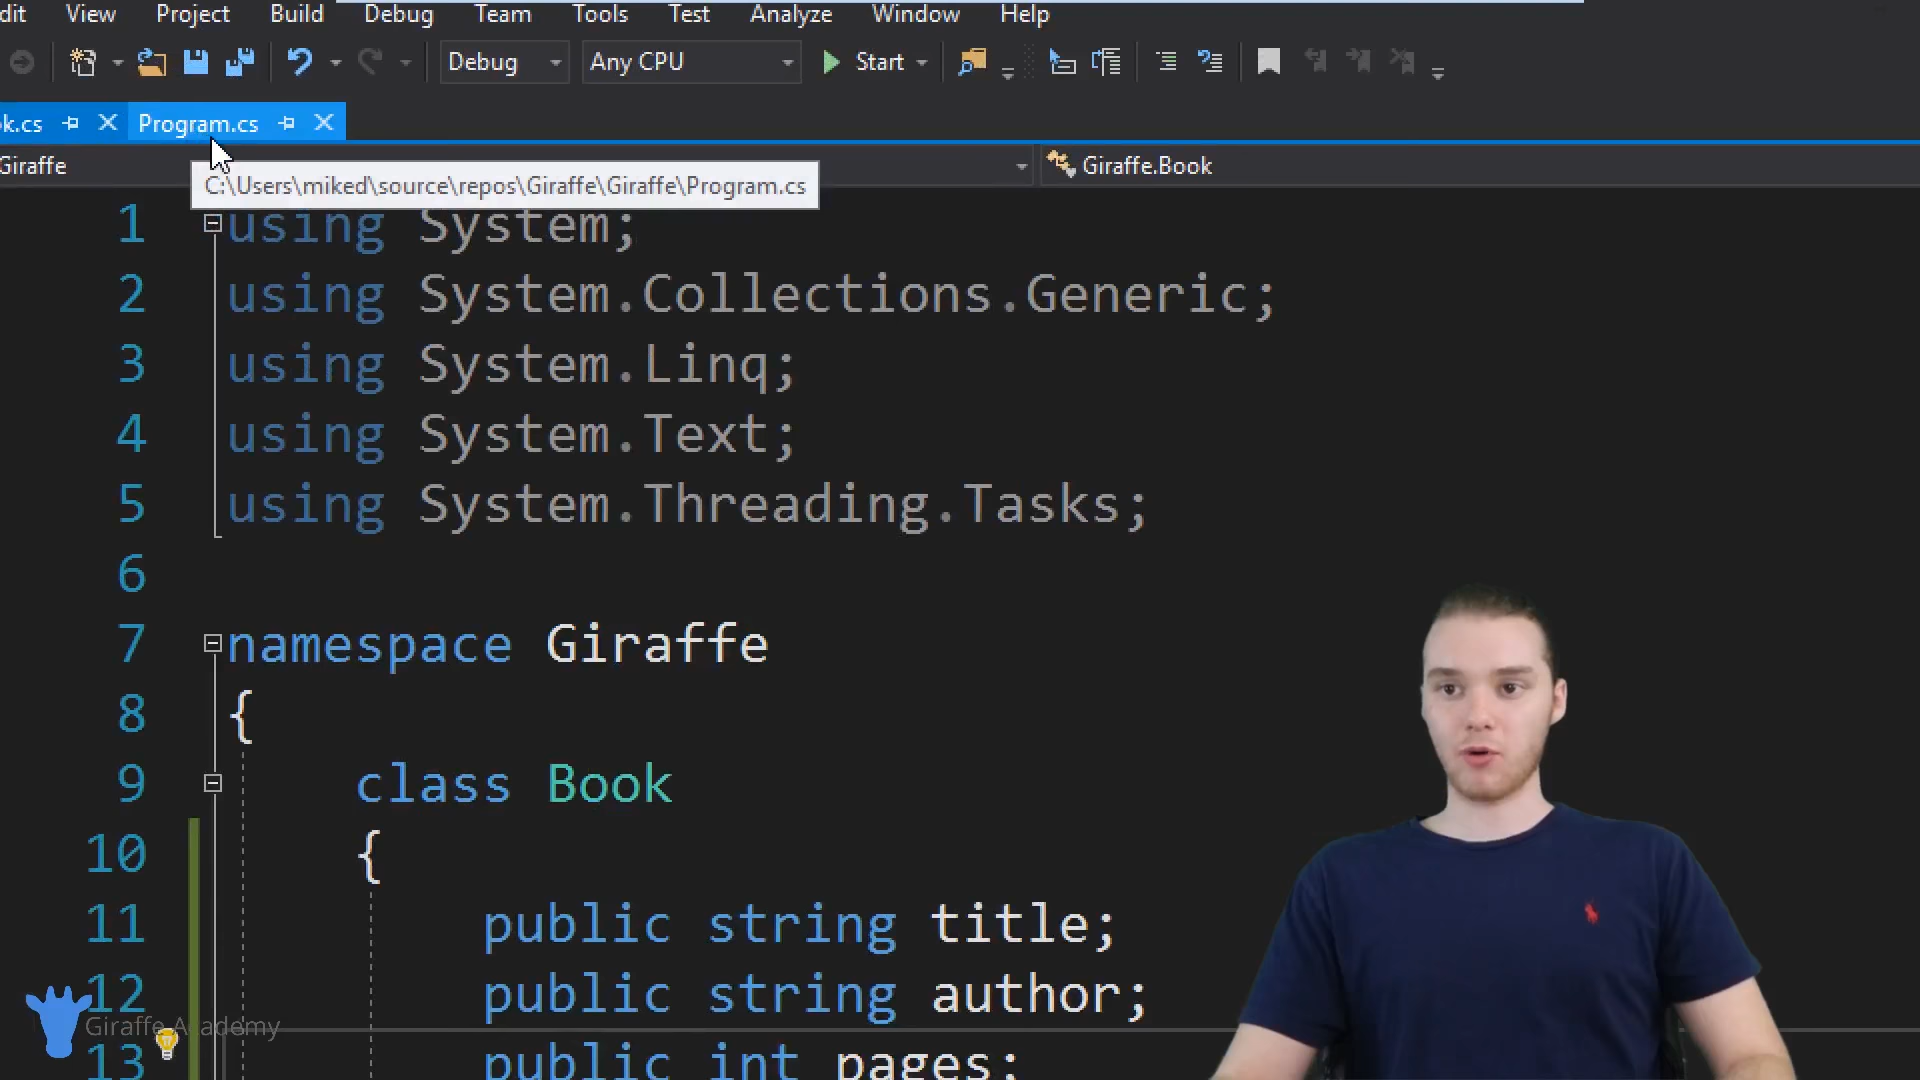 dit View Project Build Debug Team Tools Test Analyze Window Help
Debug Any CPU Start
k.cs Program.cs
Giraffe Giraffe.Book
C:\Users\miked\source\repos\Giraffe\Giraffe\Program.cs
1 using System;
2 using System.Collections.Generic;
3 using System.Linq;
4 using System.Text;
5 using System.Threading.Tasks;
6
7 namespace Giraffe
8 {
9 class Book
10 {
11 public string title;
12 public string author;
Giraffe Academy
13 public int pages;